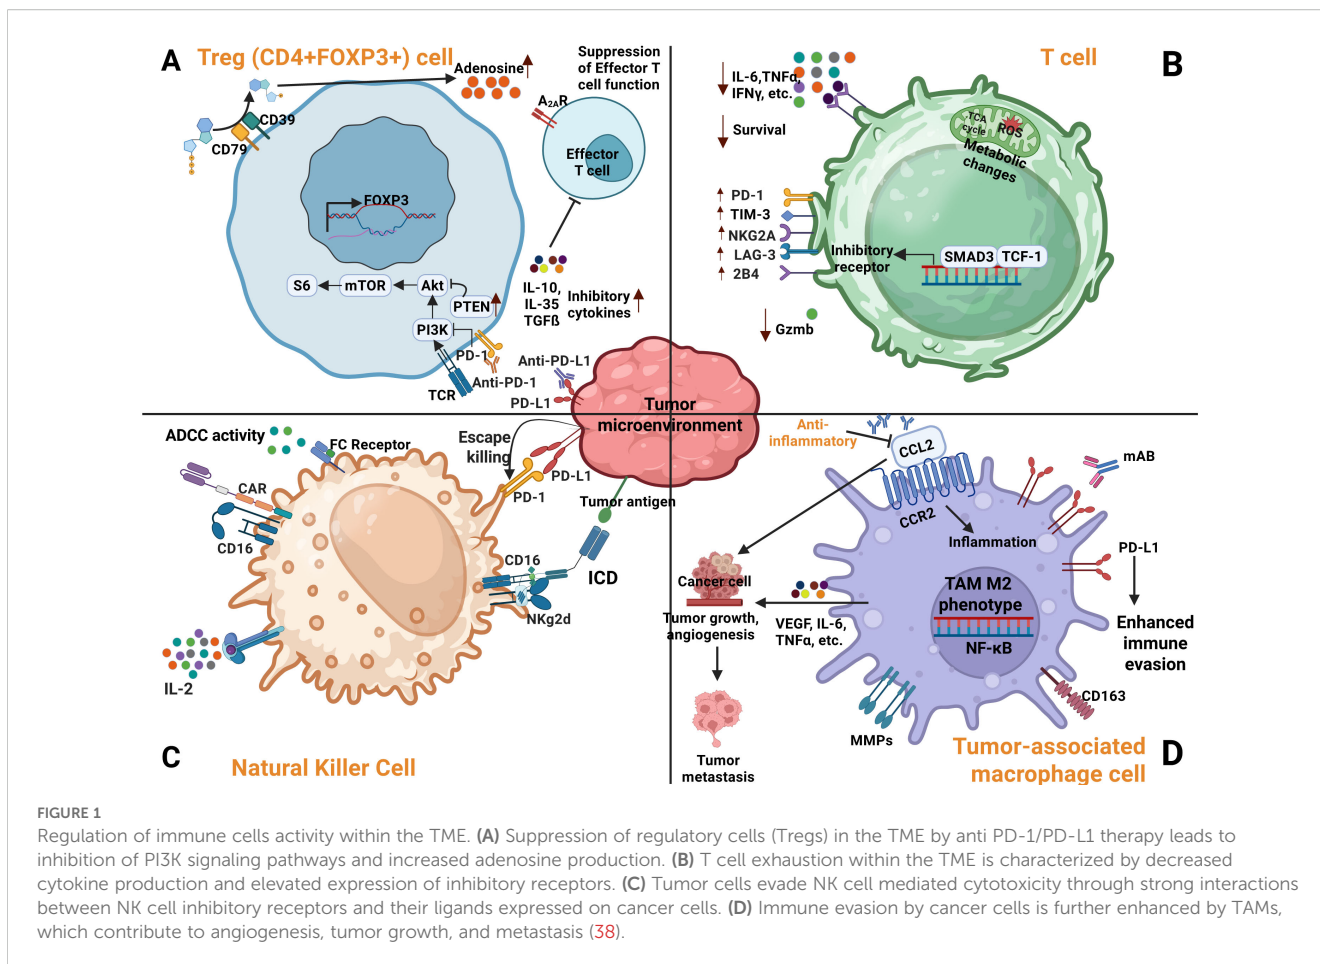 A
Treg (CD4+FOXP3+) cell
Adenosine
CD39
CD79
Suppression
of Effector T
cell function
A2AR
Effector
T cell
FOXP3
S6
mTOR
Akt
PTEN
PI3K
PD-1
Anti-PD-1
TCR
IL-10,
IL-35
TGFß
Inhibitory
cytokines
Anti-PD-L1
PD-L1
B
T cell
IL-6,TNFα,
IFNγ, etc.
Survival
TCA
cycle
ROS
Metabolic
changes
PD-1
TIM-3
NKG2A
LAG-3
2B4
Inhibitory
receptor
SMAD3
TCF-1
Gzmb
Tumor
microenvironment
ADCC activity
FC Receptor
CAR
CD16
Escape
killing
PD-L1
PD-1
Tumor antigen
CD16
ICD
NKg2d
IL-2
C
Natural Killer Cell
Anti-
inflammatory
CCL2
CCR2
Inflammation
mAB
PD-L1
Enhanced
immune
evasion
TAM M2
phenotype
NF-κB
Cancer cell
Tumor growth,
angiogenesis
VEGF, IL-6,
TNFα, etc.
Tumor
metastasis
MMPs
CD163
Tumor-associated
macrophage cell
D
FIGURE 1
Regulation of immune cells activity within the TME. (A) Suppression of regulatory cells (Tregs) in the TME by anti PD-1/PD-L1 therapy leads to
inhibition of PI3K signaling pathways and increased adenosine production. (B) T cell exhaustion within the TME is characterized by decreased
cytokine production and elevated expression of inhibitory receptors. (C) Tumor cells evade NK cell mediated cytotoxicity through strong interactions
between NK cell inhibitory receptors and their ligands expressed on cancer cells. (D) Immune evasion by cancer cells is further enhanced by TAMs,
which contribute to angiogenesis, tumor growth, and metastasis (38).